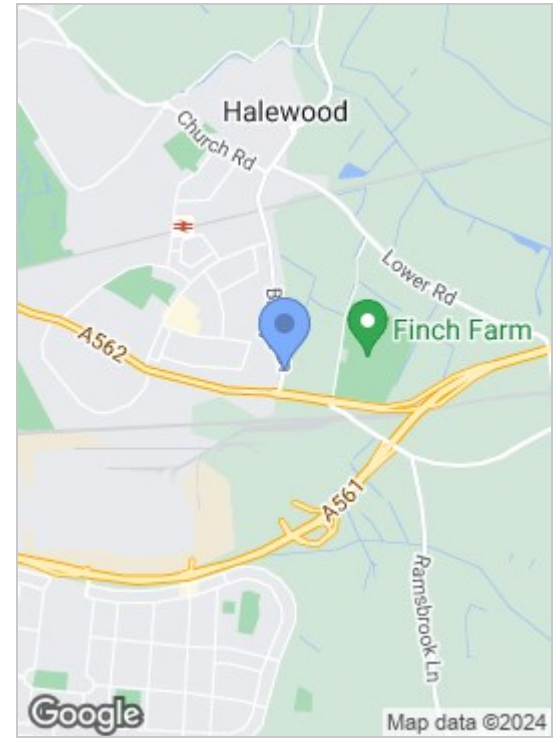 Halewood
Church Rd
Lower Rd
Finch Farm
A562
A561
Ramsbrook Ln
Google
Map data ©2024